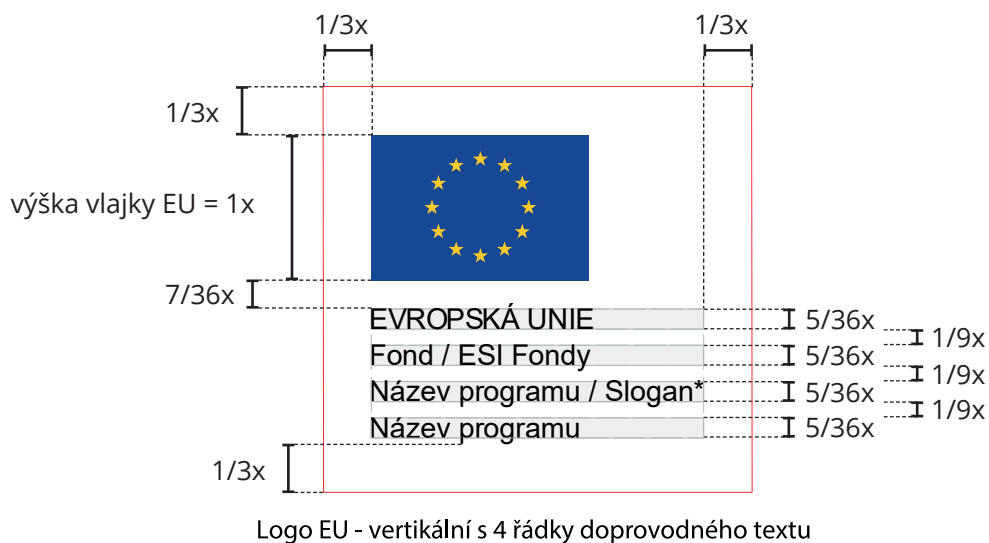 1/3x 1/3x
1/3x
výška vlajky EU = 1x
7/36x
EVROPSKÁ UNIE 5/36x
1/9x
Fond / ESI Fondy 5/36x
1/9x
Název programu / Slogan* 5/36x
1/9x
Název programu 5/36x
1/3x
Logo EU - vertikální s 4 řádky doprovodného textu